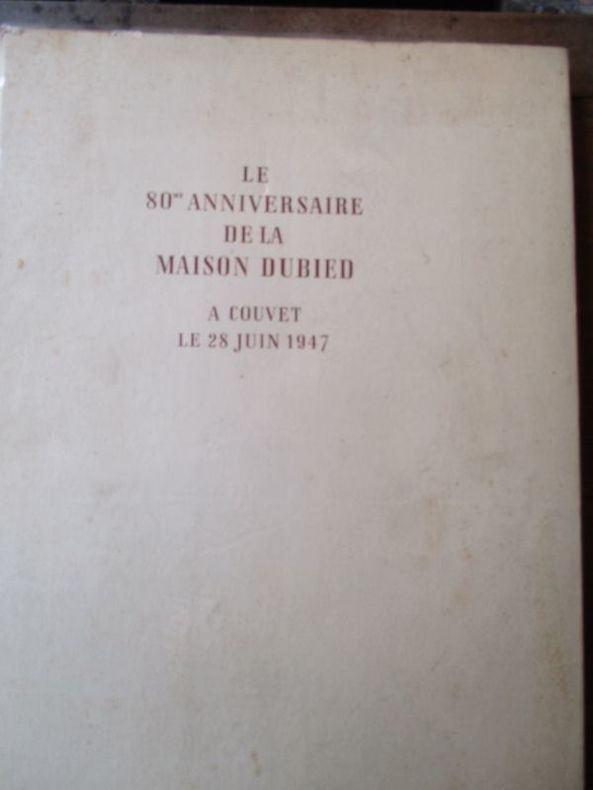 LE
80me ANNIVERSAIRE
DE LA
MAISON DUBIED
A COUVET
LE 28 JUIN 1947